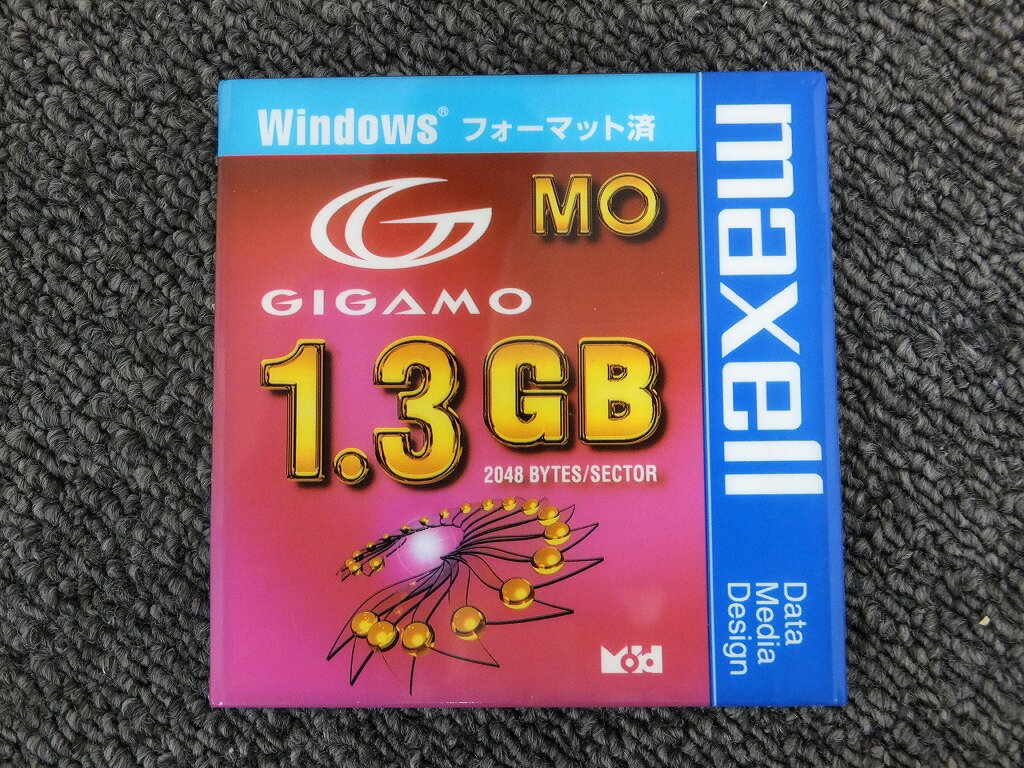 Windows® フォーマット済
MO
GIGAMO
1.3GB
2048 BYTES/SECTOR
maxell
Data
Media
Design